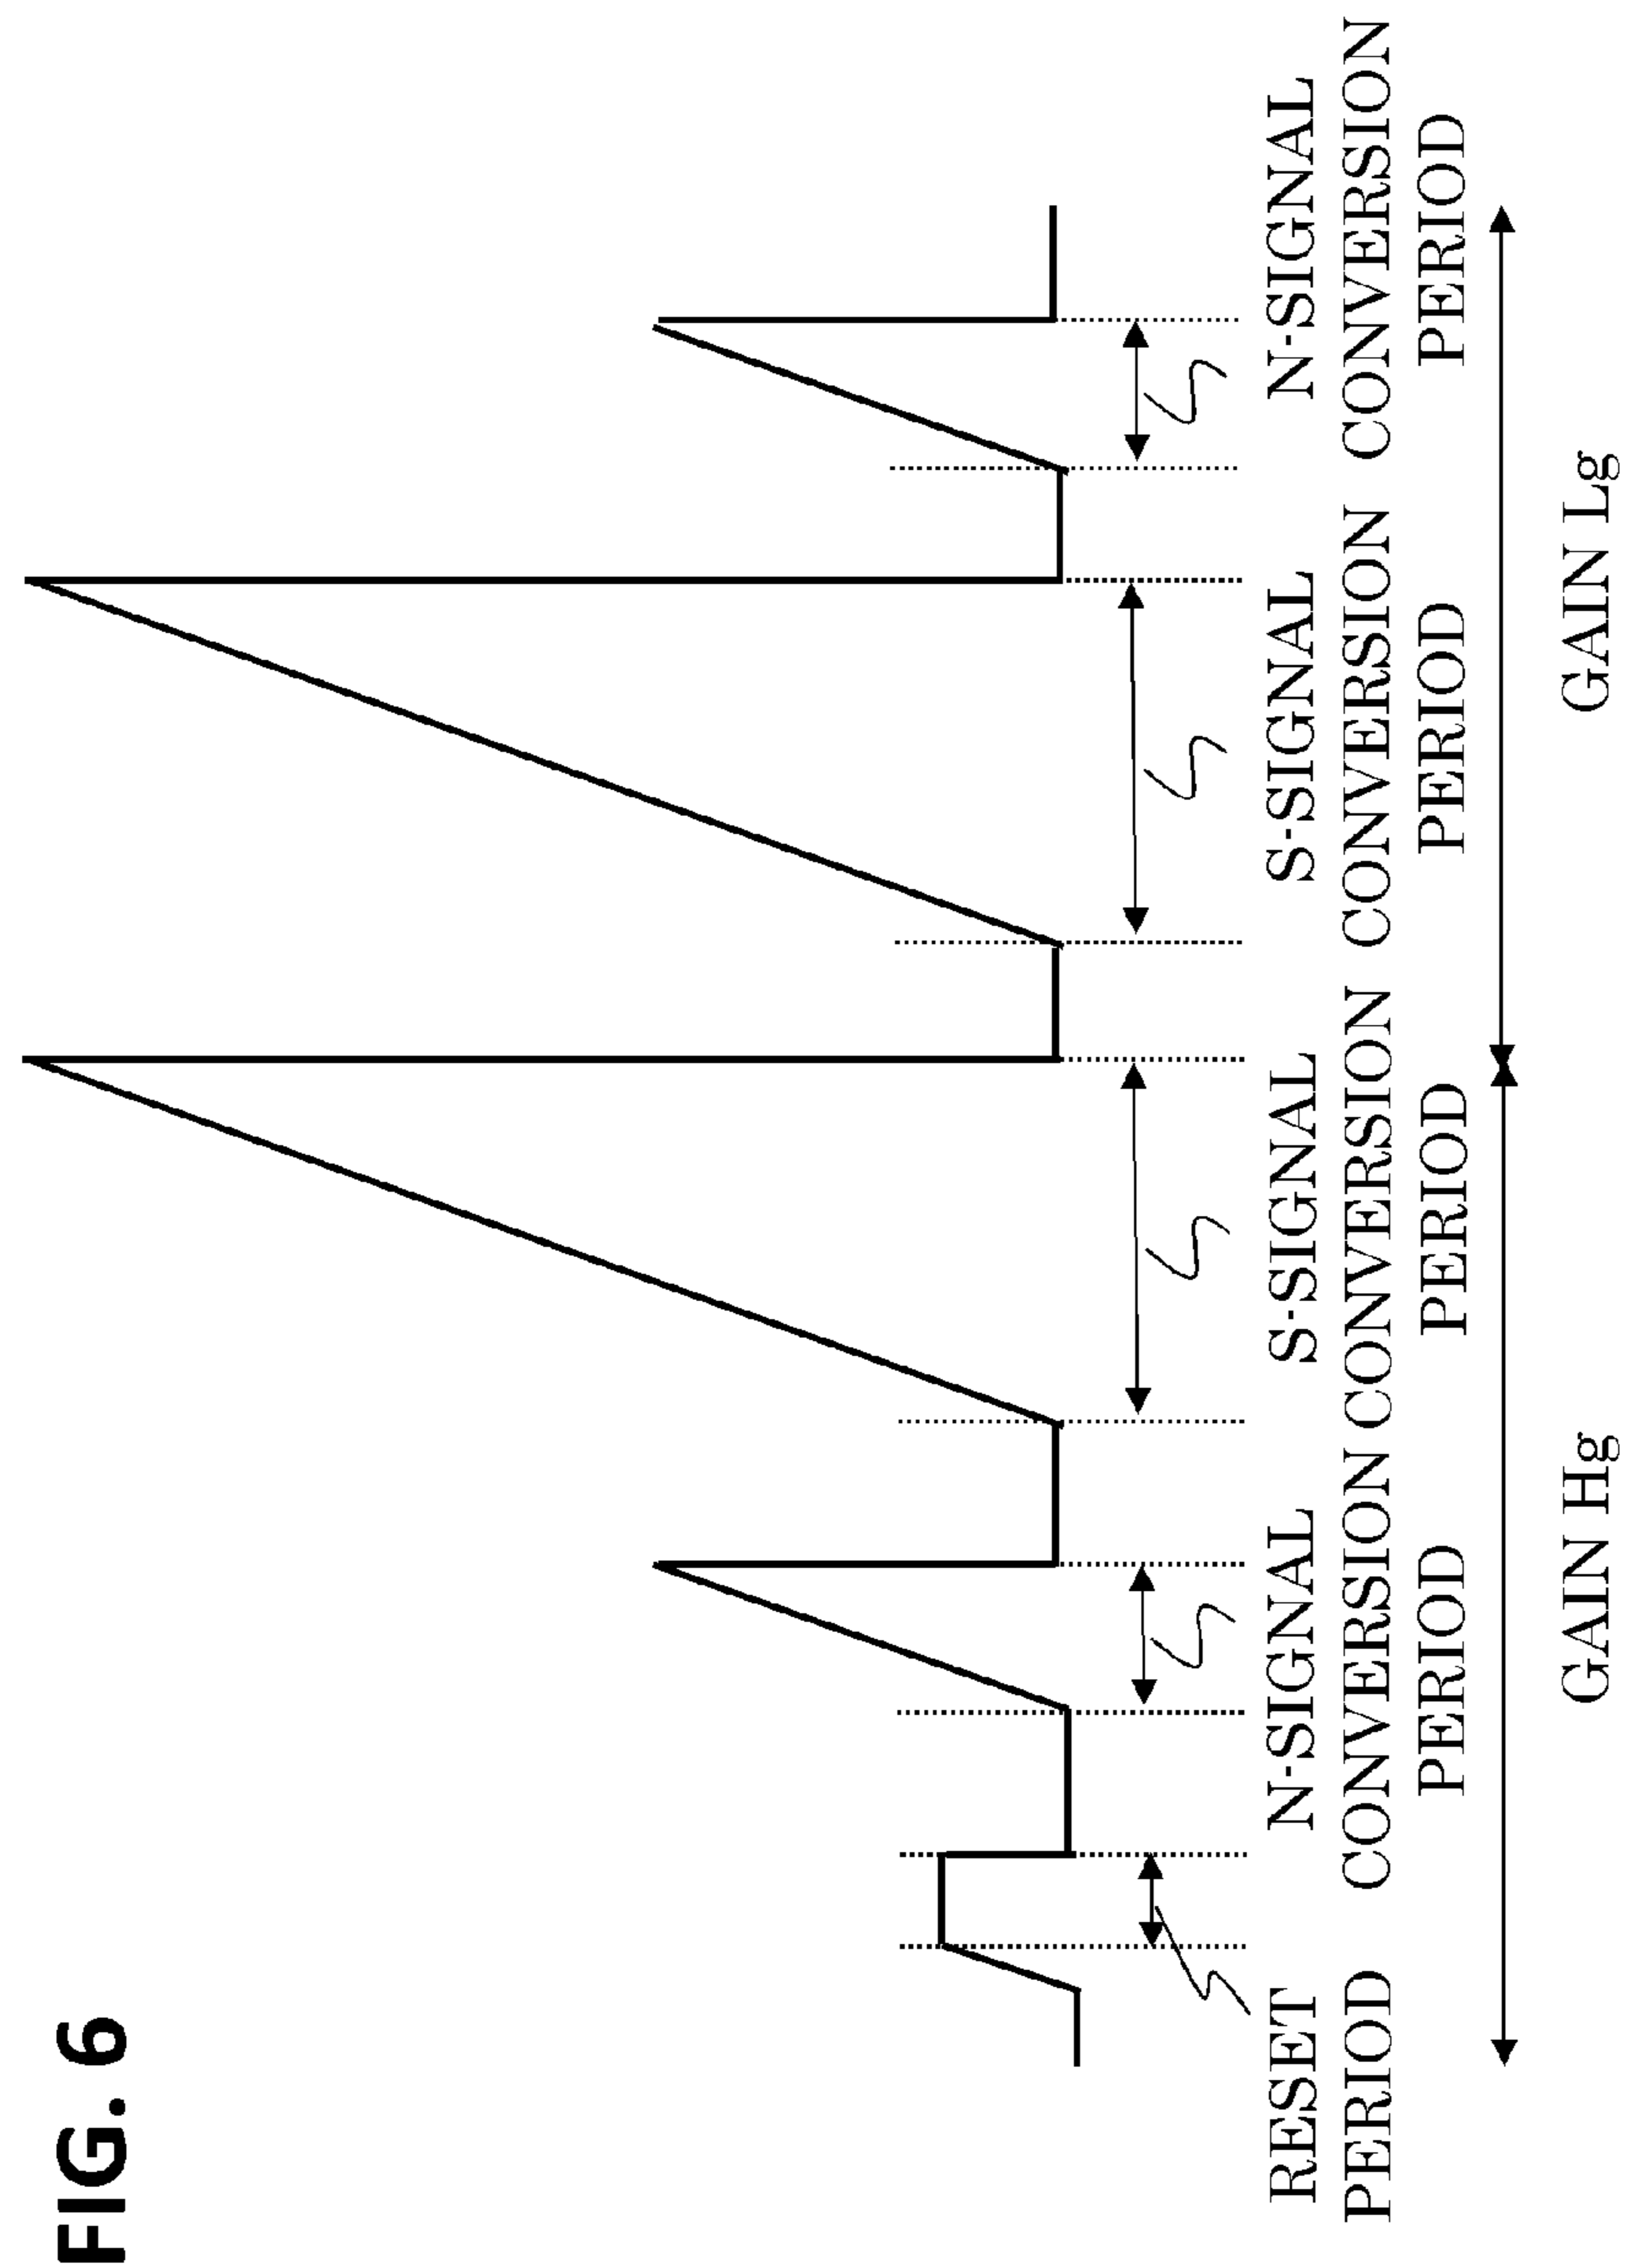 FIG. 6
RESET
PERIOD
N-SIGNAL
CONVERSION
PERIOD
S-SIGNAL
CONVERSION
PERIOD
S-SIGNAL
CONVERSION
PERIOD
N-SIGNAL
CONVERSION
PERIOD
GAIN Hg
GAIN Lg